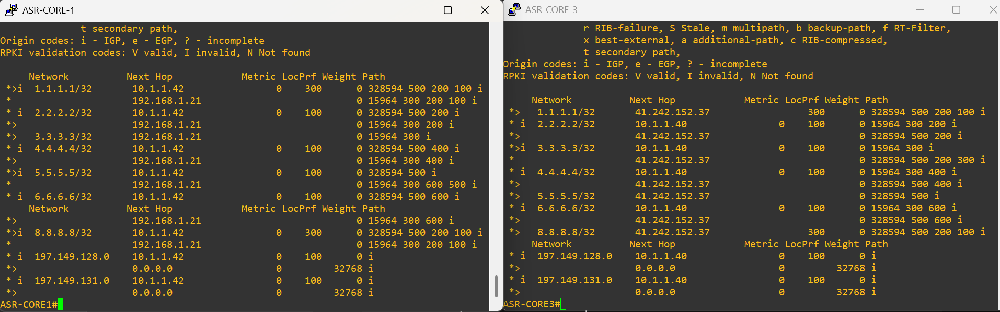 ASR-CORE-1
t secondary path,
Origin codes: i - IGP, e - EGP, ? - incomplete
RPKI validation codes: V valid, I invalid, N Not found
Network Next Hop Metric LocPrf Weight Path
*>i 1.1.1.1/32 10.1.1.42 0 300 0 328594 500 200 100 i
* 192.168.1.21 0 15964 300 200 100 i
* i 2.2.2.2/32 10.1.1.42 0 100 0 328594 500 200 i
*> 192.168.1.21 0 15964 300 200 i
*> 3.3.3.3/32 192.168.1.21 0 15964 300 i
* i 4.4.4.4/32 10.1.1.42 0 100 0 328594 500 400 i
*> 192.168.1.21 0 15964 300 400 i
*>i 5.5.5.5/32 10.1.1.42 0 100 0 328594 500 i
* 192.168.1.21 0 15964 300 600 500 i
* i 6.6.6.6/32 10.1.1.42 0 100 0 328594 500 600 i
Network Next Hop Metric LocPrf Weight Path
*> 192.168.1.21 0 15964 300 600 i
*>i 8.8.8.8/32 10.1.1.42 0 300 0 328594 500 200 100 i
* 192.168.1.21 0 15964 300 200 100 i
* i 197.149.128.0 10.1.1.42 0 100 0 i
*> 0.0.0.0 0 32768 i
* i 197.149.131.0 10.1.1.42 0 100 0 i
*> 0.0.0.0 0 32768 i
ASR-CORE1#
ASR-CORE-3
r RIB-failure, S Stale, m multipath, b backup-path, f RT-Filter,
x best-external, a additional-path, c RIB-compressed,
t secondary path,
Origin codes: i - IGP, e - EGP, ? - incomplete
RPKI validation codes: V valid, I invalid, N Not found
Network Next Hop Metric LocPrf Weight Path
*> 1.1.1.1/32 41.242.152.37 300 0 328594 500 200 100 i
* i 2.2.2.2/32 10.1.1.40 0 100 0 15964 300 200 i
*> 41.242.152.37 0 328594 500 200 i
*>i 3.3.3.3/32 10.1.1.40 0 100 0 15964 300 i
* 41.242.152.37 0 328594 500 200 300 i
* i 4.4.4.4/32 10.1.1.40 0 100 0 15964 300 400 i
*> 41.242.152.37 0 328594 500 400 i
*> 5.5.5.5/32 41.242.152.37 0 328594 500 i
* i 6.6.6.6/32 10.1.1.40 0 100 0 15964 300 600 i
*> 41.242.152.37 0 328594 500 600 i
*> 8.8.8.8/32 41.242.152.37 300 0 328594 500 200 100 i
Network Next Hop Metric LocPrf Weight Path
* i 197.149.128.0 10.1.1.40 0 100 0 i
*> 0.0.0.0 0 32768 i
* i 197.149.131.0 10.1.1.40 0 100 0 i
*> 0.0.0.0 0 32768 i
ASR-CORE3#